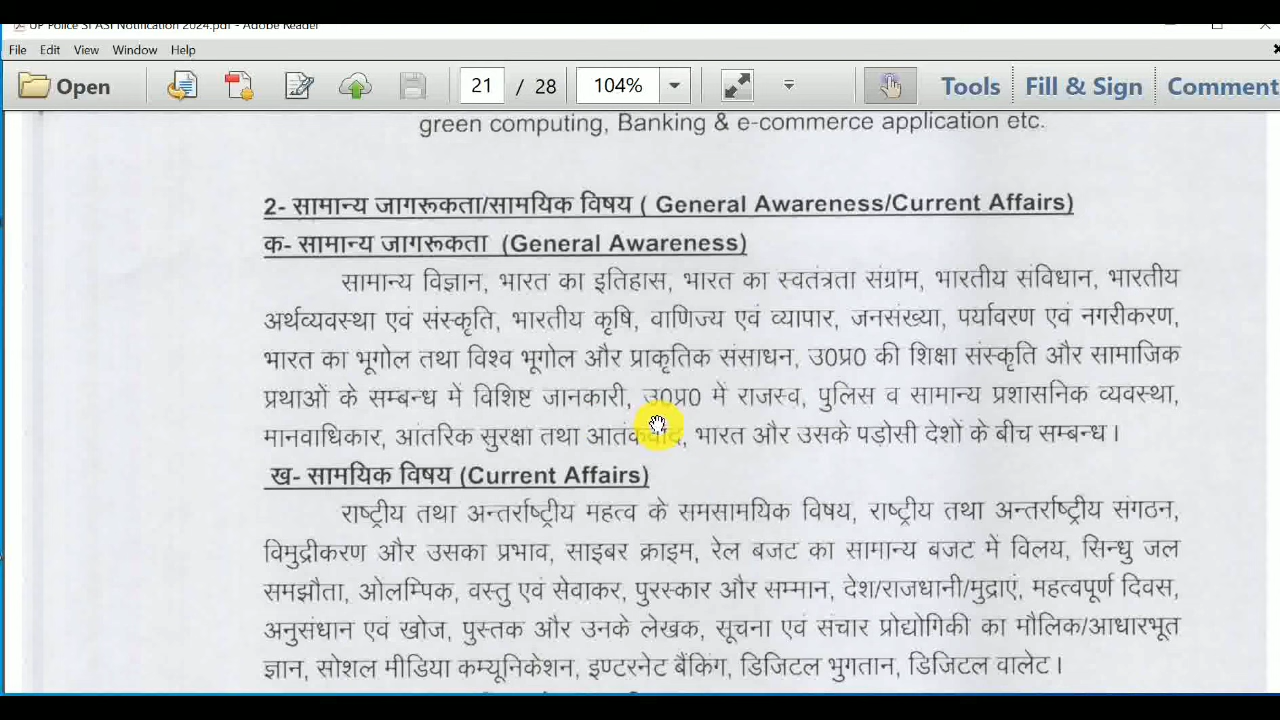 UP Police SI ASI Notification 2024.pdf - Adobe Reader
File Edit View Window Help
Open 21 / 28 104% Tools Fill & Sign Comment
green computing, Banking & e-commerce application etc.
2- सामान्य जागरूकता/सामयिक विषय ( General Awareness/Current Affairs)
क- सामान्य जागरूकता (General Awareness)
सामान्य विज्ञान, भारत का इतिहास, भारत का स्वतंत्रता संग्राम, भारतीय संविधान, भारतीय
अर्थव्यवस्था एवं संस्कृति, भारतीय कृषि, वाणिज्य एवं व्यापार, जनसंख्या, पर्यावरण एवं नगरीकरण,
भारत का भूगोल तथा विश्व भूगोल और प्राकृतिक संसाधन, उ0प्र0 की शिक्षा संस्कृति और सामाजिक
प्रथाओं के सम्बन्ध में विशिष्ट जानकारी, उ0प्र0 में राजस्व, पुलिस व सामान्य प्रशासनिक व्यवस्था,
मानवाधिकार, आंतरिक सुरक्षा तथा आतंकवाद, भारत और उसके पड़ोसी देशों के बीच सम्बन्ध।
ख- सामयिक विषय (Current Affairs)
राष्ट्रीय तथा अन्तर्राष्ट्रीय महत्व के समसामयिक विषय, राष्ट्रीय तथा अन्तर्राष्ट्रीय संगठन,
विमुद्रीकरण और उसका प्रभाव, साइबर क्राइम, रेल बजट का सामान्य बजट में विलय, सिन्धु जल
समझौता, ओलम्पिक, वस्तु एवं सेवाकर, पुरस्कार और सम्मान, देश/राजधानी/मुद्राएं, महत्वपूर्ण दिवस,
अनुसंधान एवं खोज, पुस्तक और उनके लेखक, सूचना एवं संचार प्रोद्योगिकी का मौलिक/आधारभूत
ज्ञान, सोशल मीडिया कम्यूनिकेशन, इण्टरनेट बैंकिग, डिजिटल भुगतान, डिजिटल वालेट।